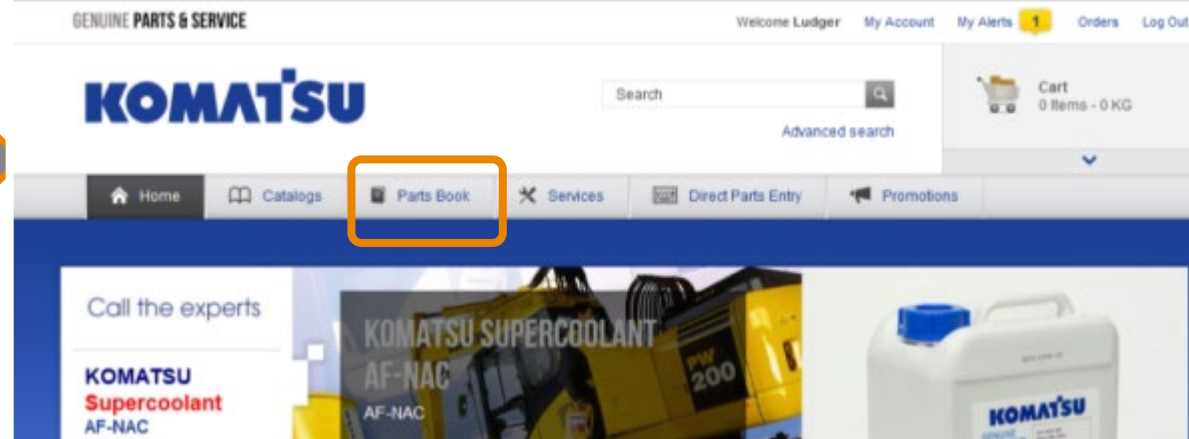 GENUINE PARTS & SERVICE
Welcome Ludger My Account My Alerts 1 Orders Log Out
KOMATSU
Search
Advanced search
Cart
0 Items - 0 KG
Home Catalogs Parts Book Services Direct Parts Entry Promotions
Call the experts
KOMATSU
Supercoolant
AF-NAC
KOMATSU SUPERCOOLANT
AF-NAC
AF-NAC
PW
200
KOMATSU
GENUINE